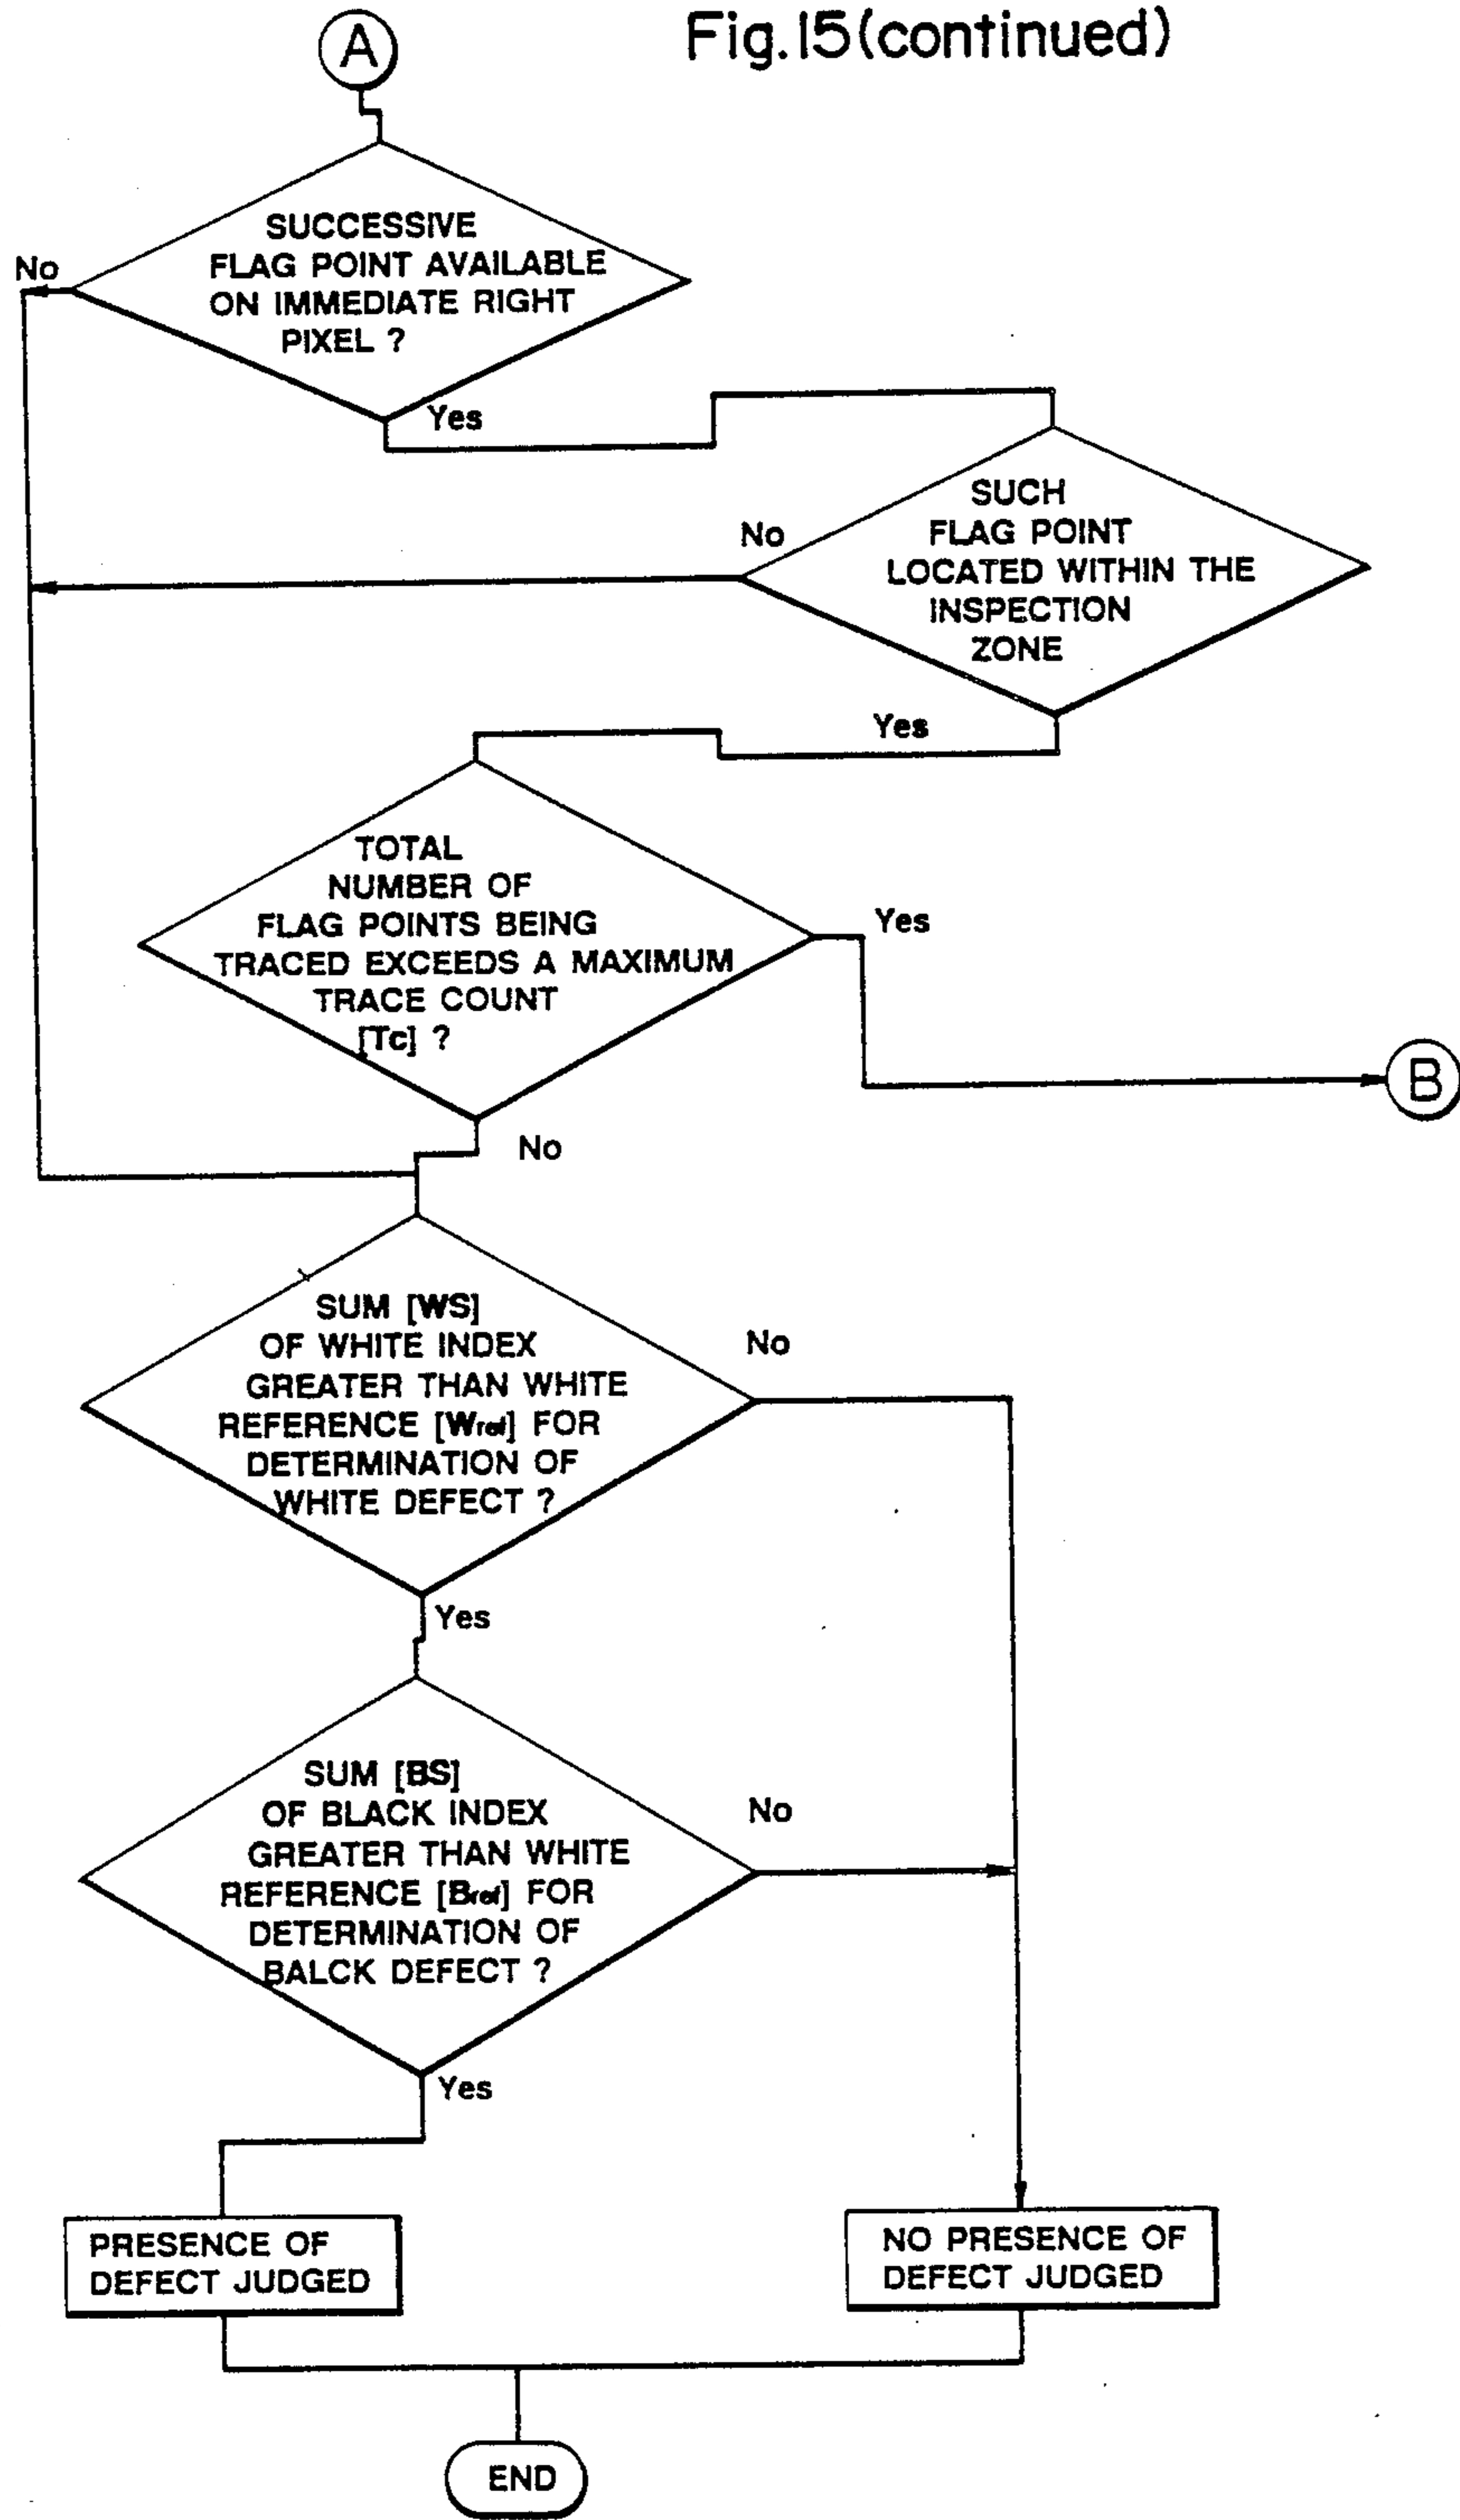 Fig.15(continued)
A
SUCCESSIVE
FLAG POINT AVAILABLE
ON IMMEDIATE RIGHT
PIXEL ?
No
Yes
SUCH
FLAG POINT
LOCATED WITHIN THE
INSPECTION
ZONE
No
Yes
TOTAL
NUMBER OF
FLAG POINTS BEING
TRACED EXCEEDS A MAXIMUM
TRACE COUNT
[Tc] ?
Yes
B
No
SUM [WS]
OF WHITE INDEX
GREATER THAN WHITE
REFERENCE [Wref] FOR
DETERMINATION OF
WHITE DEFECT ?
No
Yes
SUM [BS]
OF BLACK INDEX
GREATER THAN WHITE
REFERENCE [Bref] FOR
DETERMINATION OF
BALCK DEFECT ?
No
Yes
PRESENCE OF
DEFECT JUDGED
NO PRESENCE OF
DEFECT JUDGED
END